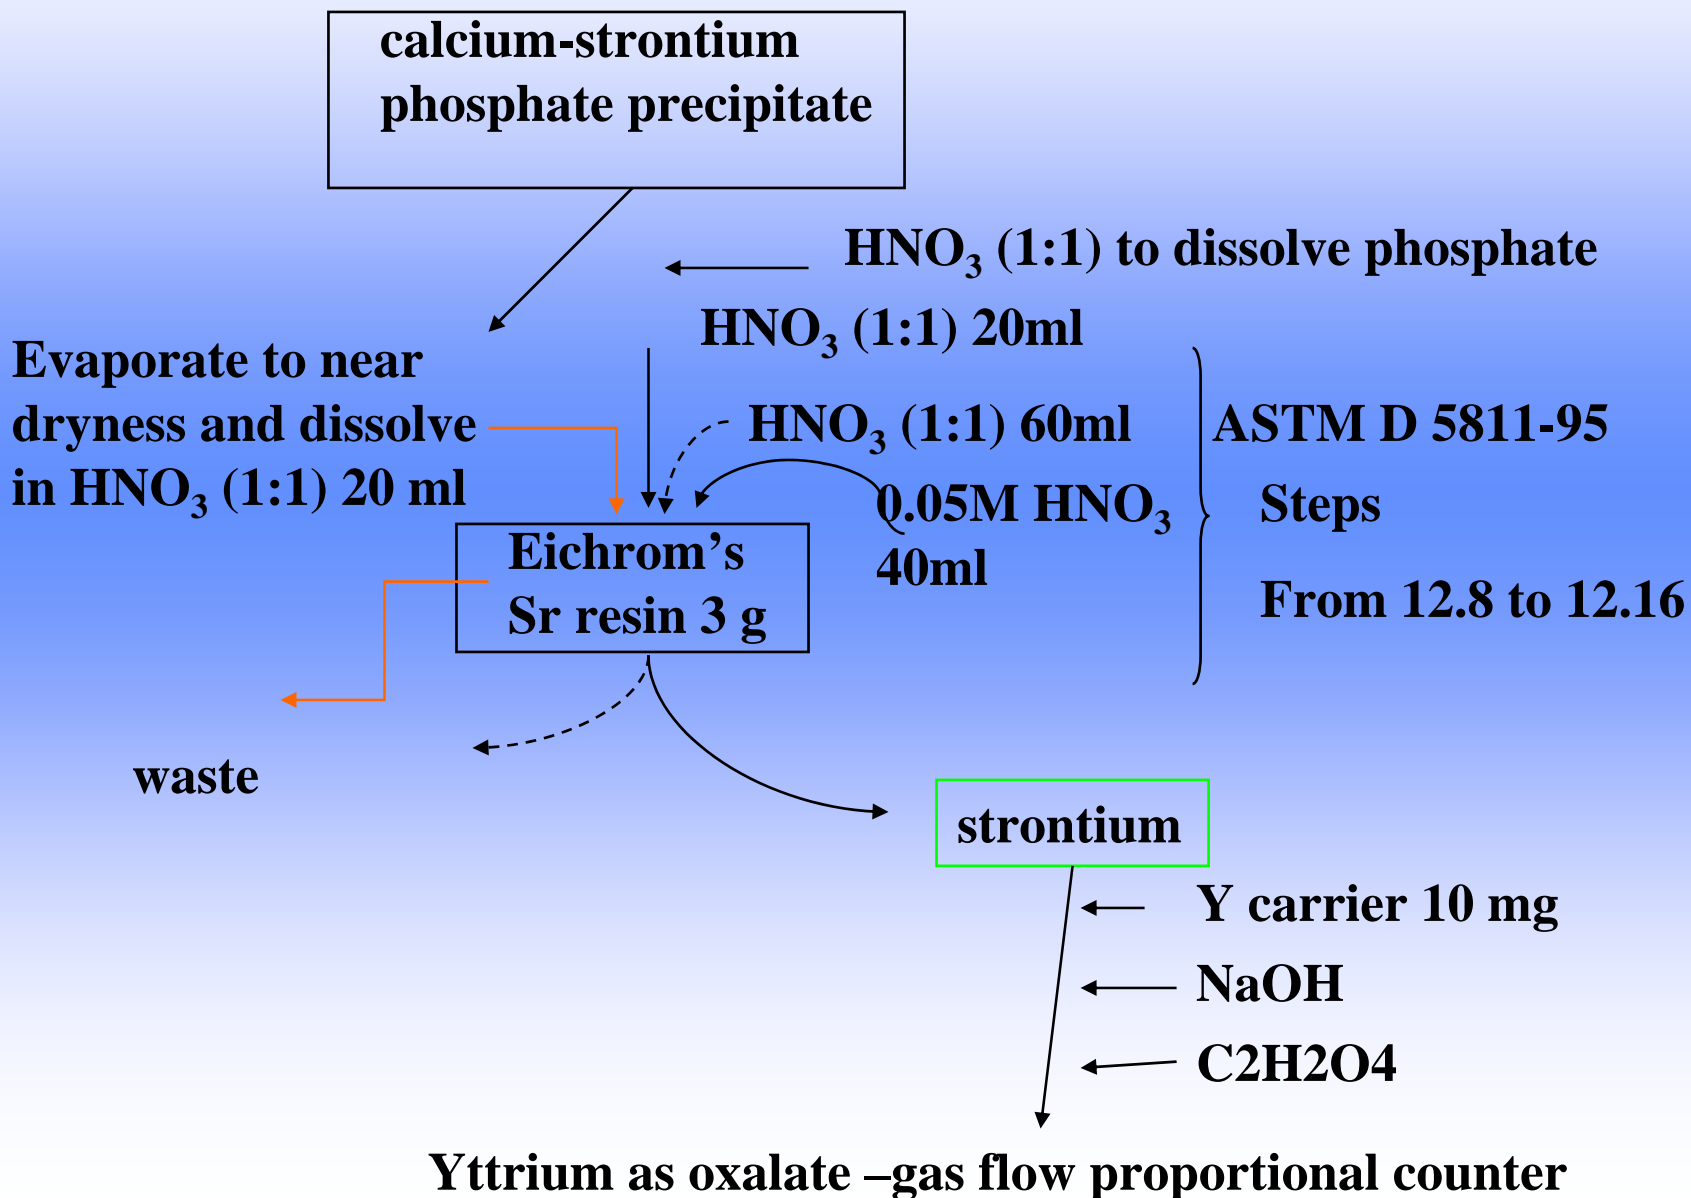 calcium-strontium
phosphate precipitate
HNO₃ (1:1) to dissolve phosphate
HNO₃ (1:1) 20ml
Evaporate to near
dryness and dissolve
in HNO₃ (1:1) 20 ml
HNO₃ (1:1) 60ml
0.05M HNO₃
40ml
ASTM D 5811-95
Steps
From 12.8 to 12.16
Eichrom’s
Sr resin 3 g
waste
strontium
Y carrier 10 mg
NaOH
C2H2O4
Yttrium as oxalate –gas flow proportional counter